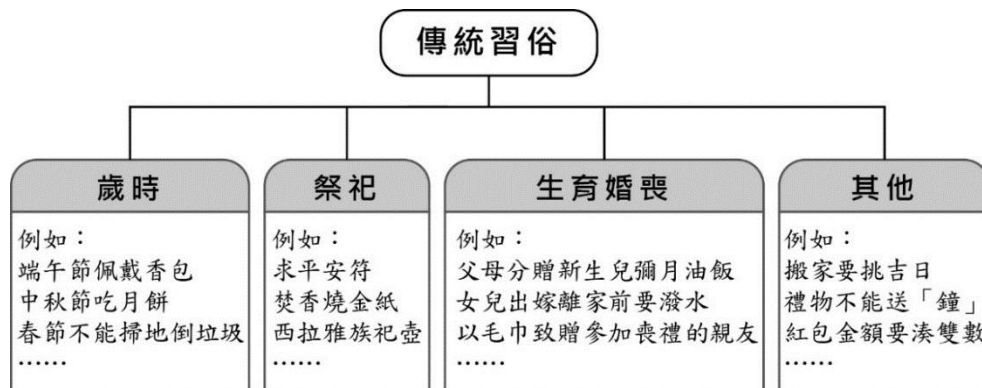 傳統習俗
歲時
例如：
端午節佩戴香包
中秋節吃月餅
春節不能掃地倒垃圾
……
祭祀
例如：
求平安符
焚香燒金紙
西拉雅族祀壺
……
生育婚喪
例如：
父母分贈新生兒彌月油飯
女兒出嫁離家前要潑水
以毛巾致贈參加喪禮的親友
……
其他
例如：
搬家要挑吉日
禮物不能送「鐘」
紅包金額要湊雙數
……